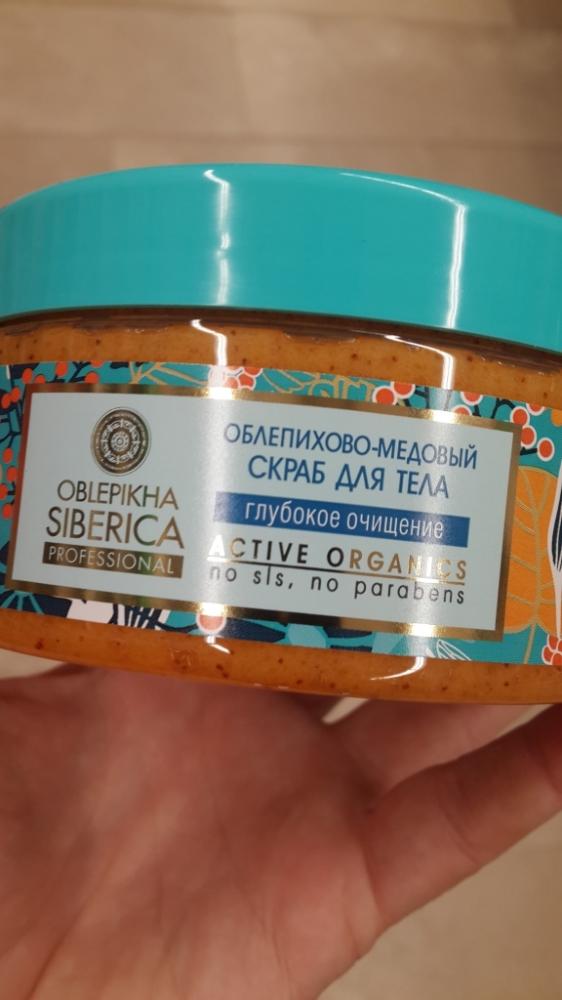 OBLEPIKHA
SIBERICA
PROFESSIONAL
ОБЛЕПИХОВО-МЕДОВЫЙ
СКРАБ ДЛЯ ТЕЛА
глубокое очищение
ACTIVE ORGANICS
no sls, no parabens